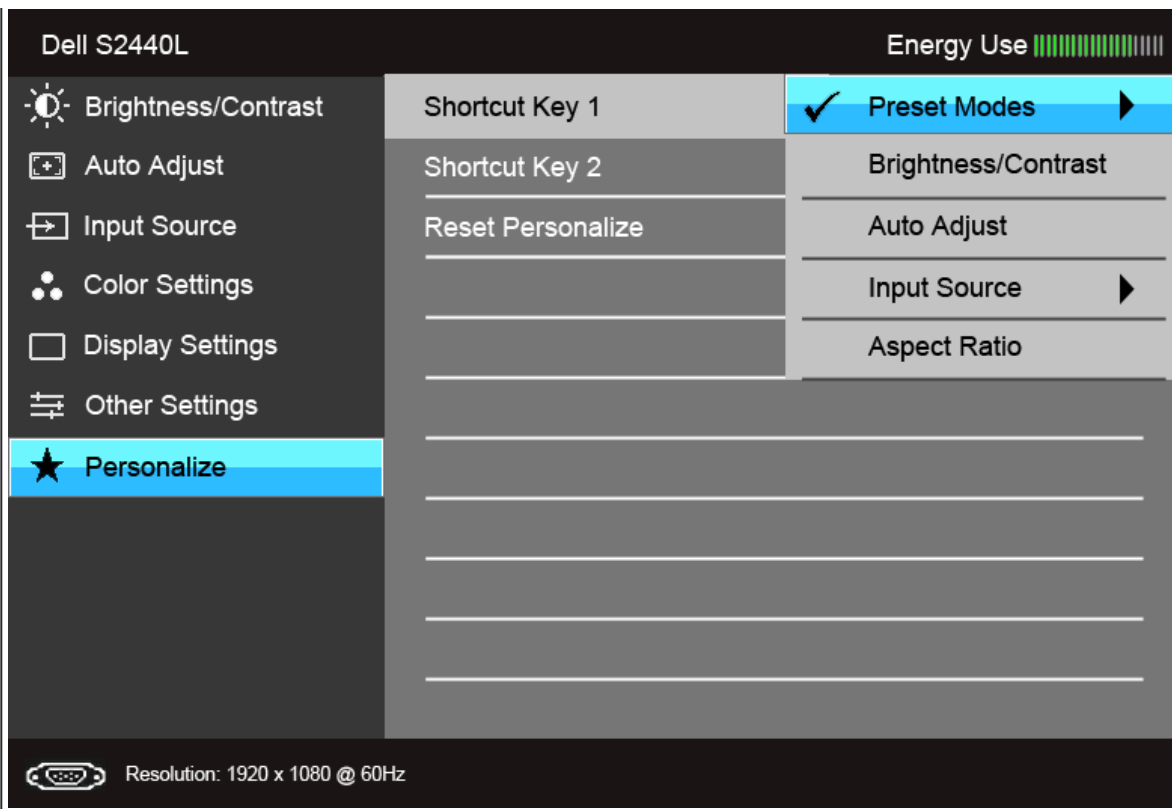 Dell S2440L
Energy Use
Brightness/Contrast
Auto Adjust
Input Source
Color Settings
Display Settings
Other Settings
Personalize
Shortcut Key 1
Shortcut Key 2
Reset Personalize
Preset Modes
Brightness/Contrast
Auto Adjust
Input Source
Aspect Ratio
Resolution: 1920 x 1080 @ 60Hz